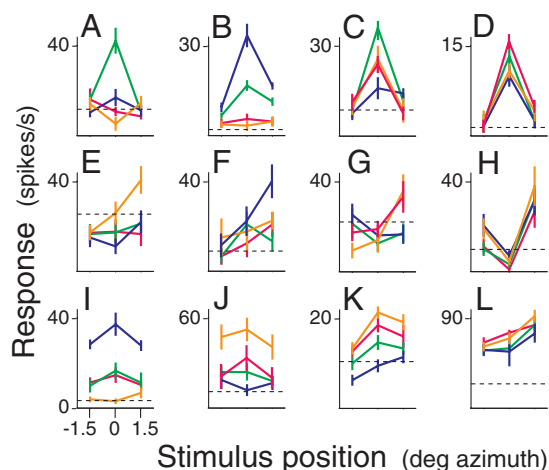 A B C D
40 30 30 15
E F G H
40 40 40 40
I J K L
40 60 20 90
0
-1.5 0 1.5
Response (spikes/s)
Stimulus position (deg azimuth)